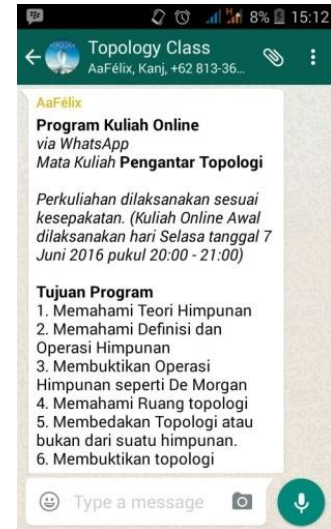 8% 15:12
Topology Class
AaFélix, Kanj, +62 813-36...
AaFélix
Program Kuliah Online
via WhatsApp
Mata Kuliah Pengantar Topologi
Perkuliahan dilaksanakan sesuai
kesepakatan. (Kuliah Online Awal
dilaksanakan hari Selasa tanggal 7
Juni 2016 pukul 20:00 - 21:00)
Tujuan Program
1. Memahami Teori Himpunan
2. Memahami Definisi dan
Operasi Himpunan
3. Membuktikan Operasi
Himpunan seperti De Morgan
4. Memahami Ruang topologi
5. Membedakan Topologi atau
bukan dari suatu himpunan.
6. Membuktikan topologi
Type a message